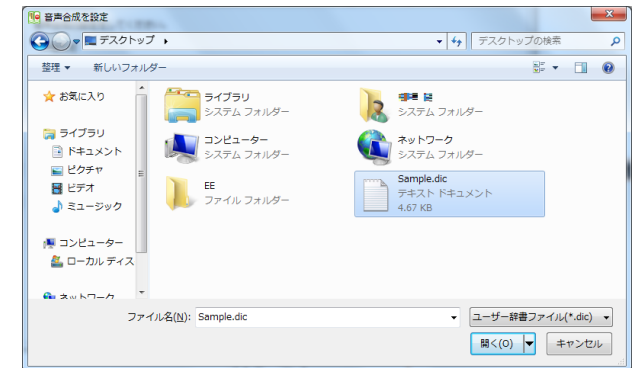 音声合成を設定
デスクトップ
デスクトップの検索
整理
新しいフォルダー
お気に入り
ライブラリ
ドキュメント
ピクチャ
ビデオ
ミュージック
コンピューター
ローカル ディス
ネットワーク
ライブラリ
システム フォルダー
システム フォルダー
コンピューター
システム フォルダー
ネットワーク
システム フォルダー
EE
ファイル フォルダー
Sample.dic
テキスト ドキュメント
4.67 KB
ファイル名(N): Sample.dic
ユーザー辞書ファイル(*.dic)
開く(O)
キャンセル